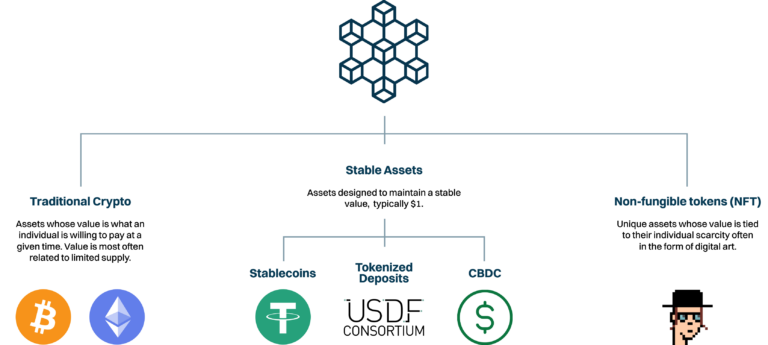 Stable Assets
Assets designed to maintain a stable
value, typically $1.
Traditional Crypto
Assets whose value is what an
individual is willing to pay at a
given time. Value is most often
related to limited supply.
Non-fungible tokens (NFT)
Unique assets whose value is tied
to their individual scarcity often
in the form of digital art.
Stablecoins
Tokenized
Deposits
CBDC
USDF
CONSORTIUM